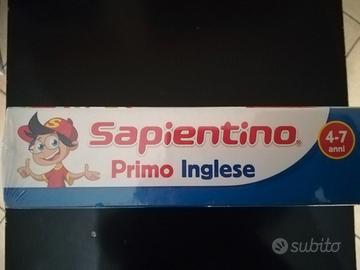 Sapientino®
4-7
anni
Primo Inglese
subito